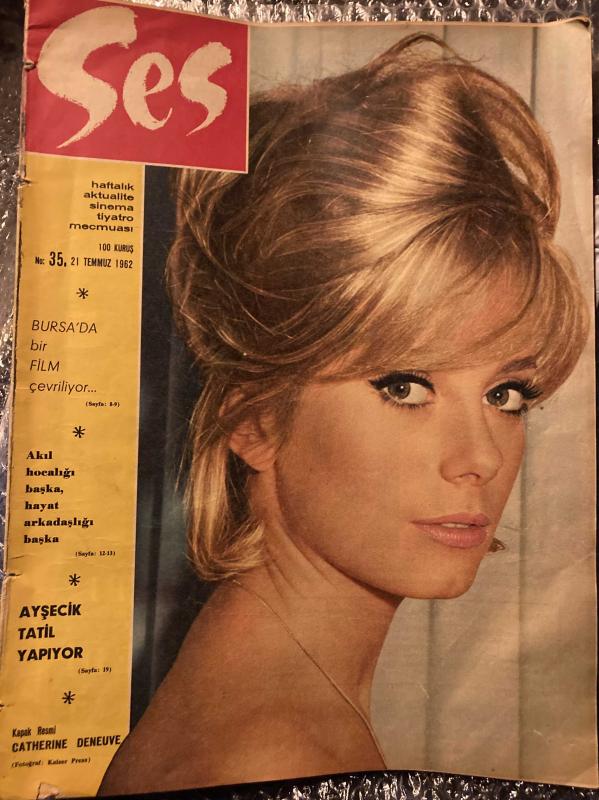 Ses
haftalık
aktualite
sinema
tiyatro
mecmuası
100 KURUŞ
No: 35, 21 TEMMUZ 1962
*
BURSA'DA
bir
FİLM
çevriliyor...
(Sayfa: 8-9)
*
Akıl
hocalığı
başka,
hayat
arkadaşlığı
başka
(Sayfa: 12-13)
*
AYŞECİK
TATİL
YAPIYOR
(Sayfa: 19)
*
Kapak Resmi
CATHERINE DENEUVE
(Fotoğraf: Kaiser Press)